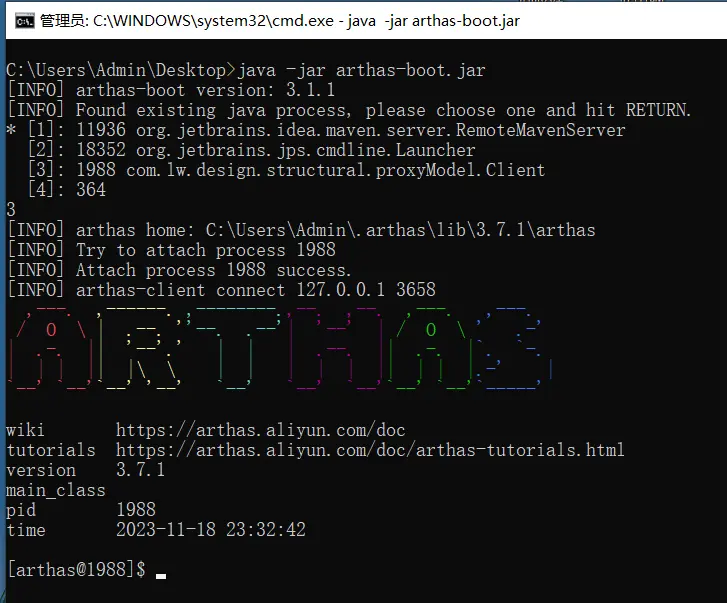 管理员: C:\WINDOWS\system32\cmd.exe - java  -jar arthas-boot.jar
C:\Users\Admin\Desktop>java -jar arthas-boot.jar
[INFO] arthas-boot version: 3.1.1
[INFO] Found existing java process, please choose one and hit RETURN.
* [1]: 11936 org.jetbrains.idea.maven.server.RemoteMavenServer
  [2]: 18352 org.jetbrains.jps.cmdline.Launcher
  [3]: 1988 com.lw.design.structural.proxyModel.Client
  [4]: 364
3
[INFO] arthas home: C:\Users\Admin\.arthas\lib\3.7.1\arthas
[INFO] Try to attach process 1988
[INFO] Attach process 1988 success.
[INFO] arthas-client connect 127.0.0.1 3658
ARTHAS
wiki       https://arthas.aliyun.com/doc
tutorials  https://arthas.aliyun.com/doc/arthas-tutorials.html
version    3.7.1
main_class
pid        1988
time       2023-11-18 23:32:42
[arthas@1988]$